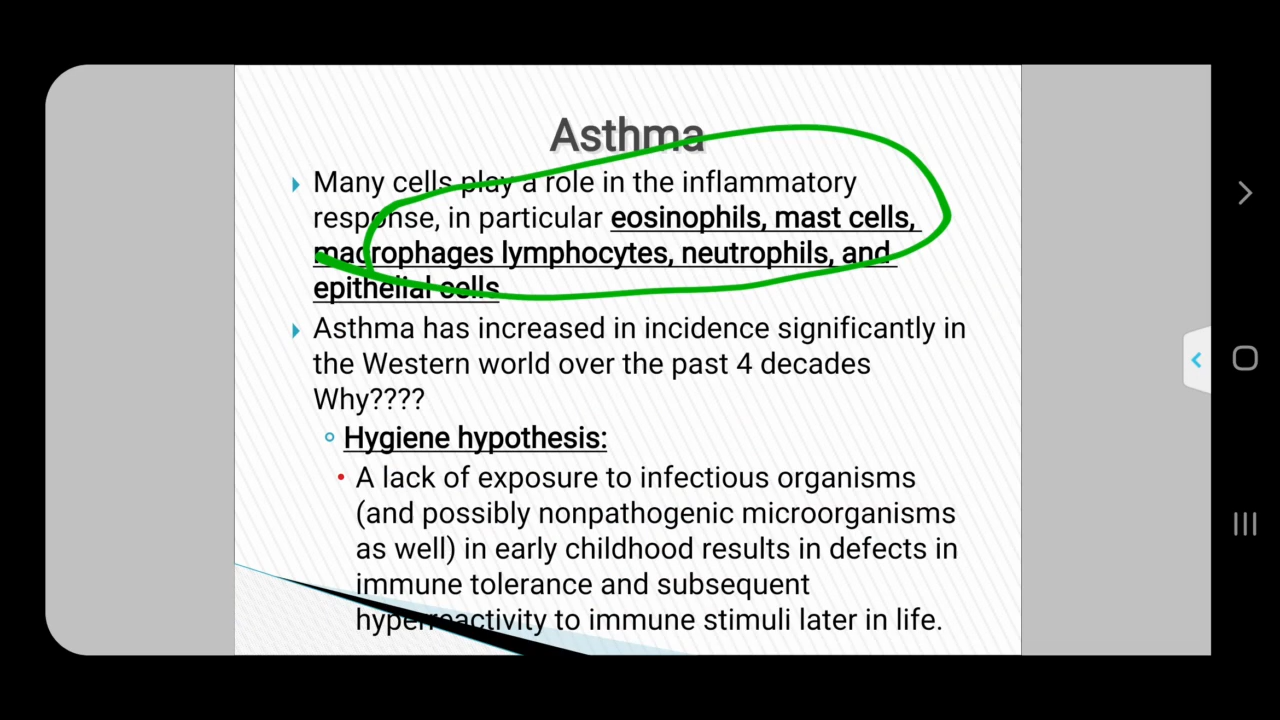 Asthma
Many cells play a role in the inflammatory
response, in particular eosinophils, mast cells,
macrophages lymphocytes, neutrophils, and
epithelial cells
Asthma has increased in incidence significantly in
the Western world over the past 4 decades
Why????
Hygiene hypothesis:
A lack of exposure to infectious organisms
(and possibly nonpathogenic microorganisms
as well) in early childhood results in defects in
immune tolerance and subsequent
hyperreactivity to immune stimuli later in life.